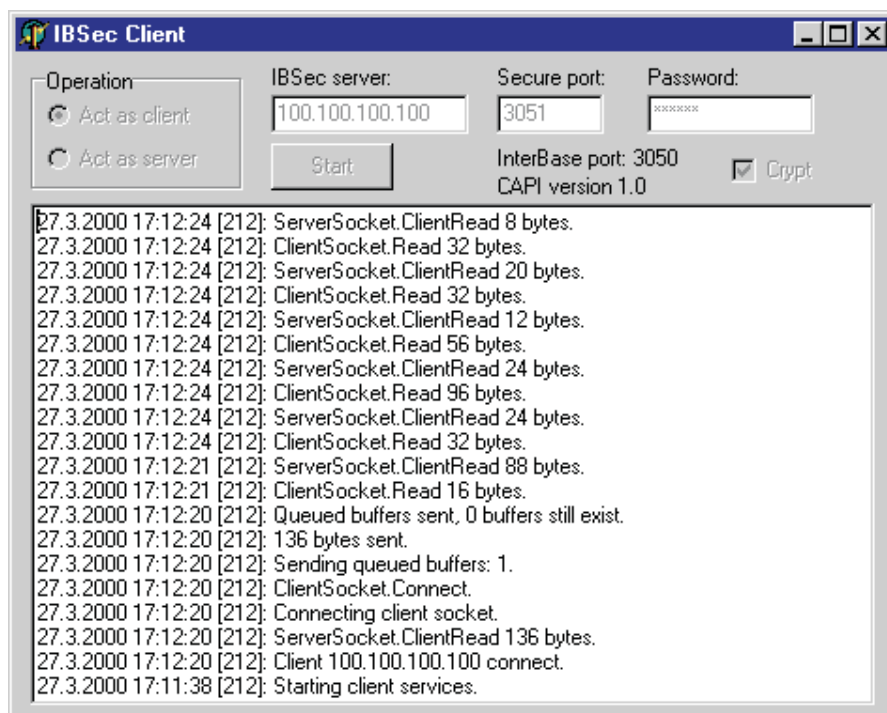 IBSec Client
Operation
Act as client
Act as server
IBSec server:
100.100.100.100
Start
Secure port:
3051
Password:
xxxxxx
InterBase port: 3050
CAPI version 1.0
Crypt
27.3.2000 17:12:24 [212]: ServerSocket.ClientRead 8 bytes.
27.3.2000 17:12:24 [212]: ClientSocket.Read 32 bytes.
27.3.2000 17:12:24 [212]: ServerSocket.ClientRead 20 bytes.
27.3.2000 17:12:24 [212]: ClientSocket.Read 32 bytes.
27.3.2000 17:12:24 [212]: ServerSocket.ClientRead 12 bytes.
27.3.2000 17:12:24 [212]: ClientSocket.Read 56 bytes.
27.3.2000 17:12:24 [212]: ServerSocket.ClientRead 24 bytes.
27.3.2000 17:12:24 [212]: ClientSocket.Read 96 bytes.
27.3.2000 17:12:24 [212]: ServerSocket.ClientRead 24 bytes.
27.3.2000 17:12:24 [212]: ClientSocket.Read 32 bytes.
27.3.2000 17:12:21 [212]: ServerSocket.ClientRead 88 bytes.
27.3.2000 17:12:21 [212]: ClientSocket.Read 16 bytes.
27.3.2000 17:12:20 [212]: Queued buffers sent, 0 buffers still exist.
27.3.2000 17:12:20 [212]: 136 bytes sent.
27.3.2000 17:12:20 [212]: Sending queued buffers: 1.
27.3.2000 17:12:20 [212]: ClientSocket.Connect.
27.3.2000 17:12:20 [212]: Connecting client socket.
27.3.2000 17:12:20 [212]: ServerSocket.ClientRead 136 bytes.
27.3.2000 17:12:20 [212]: Client 100.100.100.100 connect.
27.3.2000 17:11:38 [212]: Starting client services.